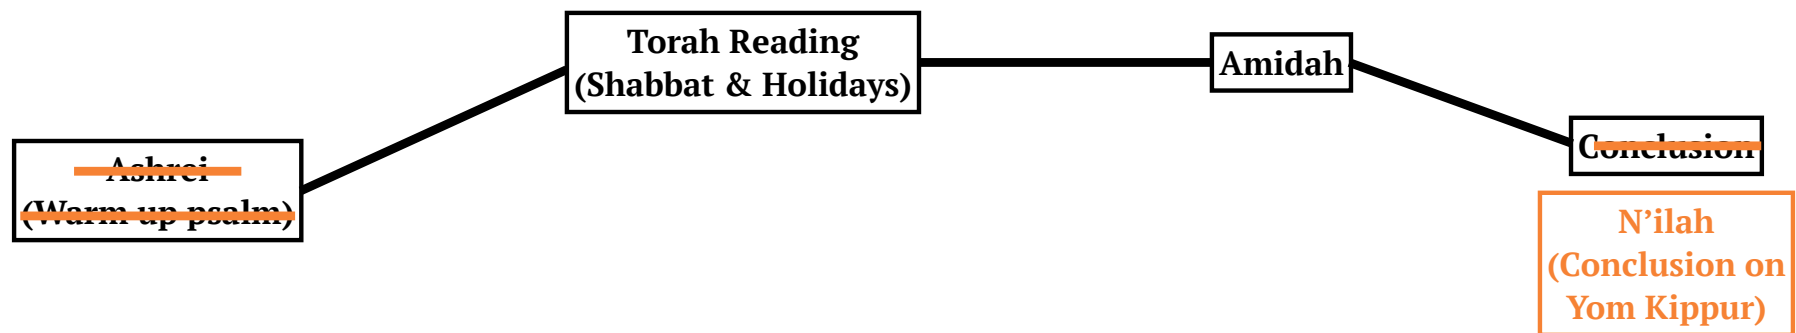 Torah Reading
(Shabbat & Holidays)
Amidah
Ashrei
(Warm up psalm)
Conclusion
N’ilah
(Conclusion on
Yom Kippur)